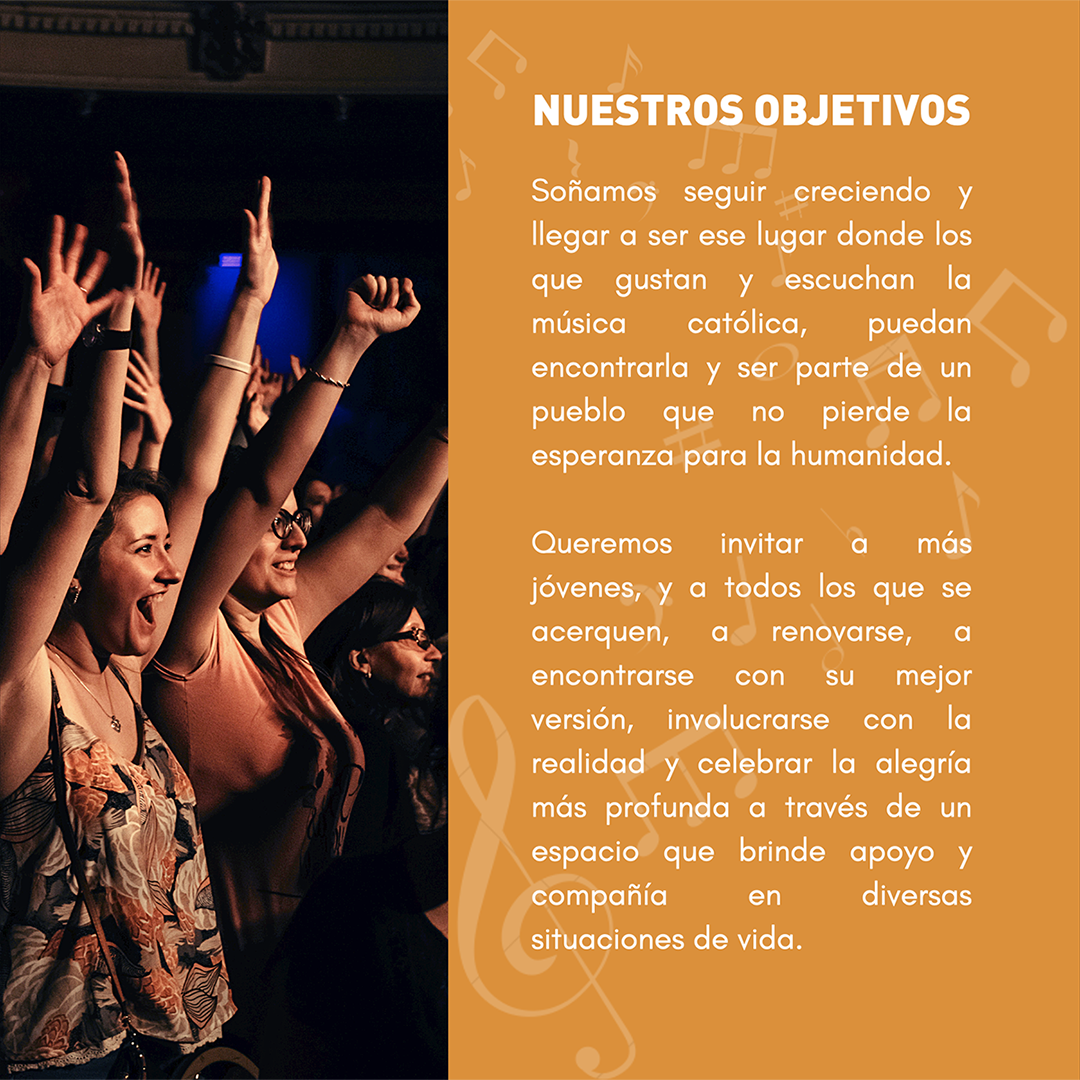 NUESTROS OBJETIVOS
Soñamos seguir creciendo y
llegar a ser ese lugar donde los
que gustan y escuchan la
música católica, puedan
encontrarla y ser parte de un
pueblo que no pierde la
esperanza para la humanidad.
Queremos invitar a más
jóvenes, y a todos los que se
acerquen, a renovarse, a
encontrarse con su mejor
versión, involucrarse con la
realidad y celebrar la alegría
más profunda a través de un
espacio que brinde apoyo y
compañía en diversas
situaciones de vida.